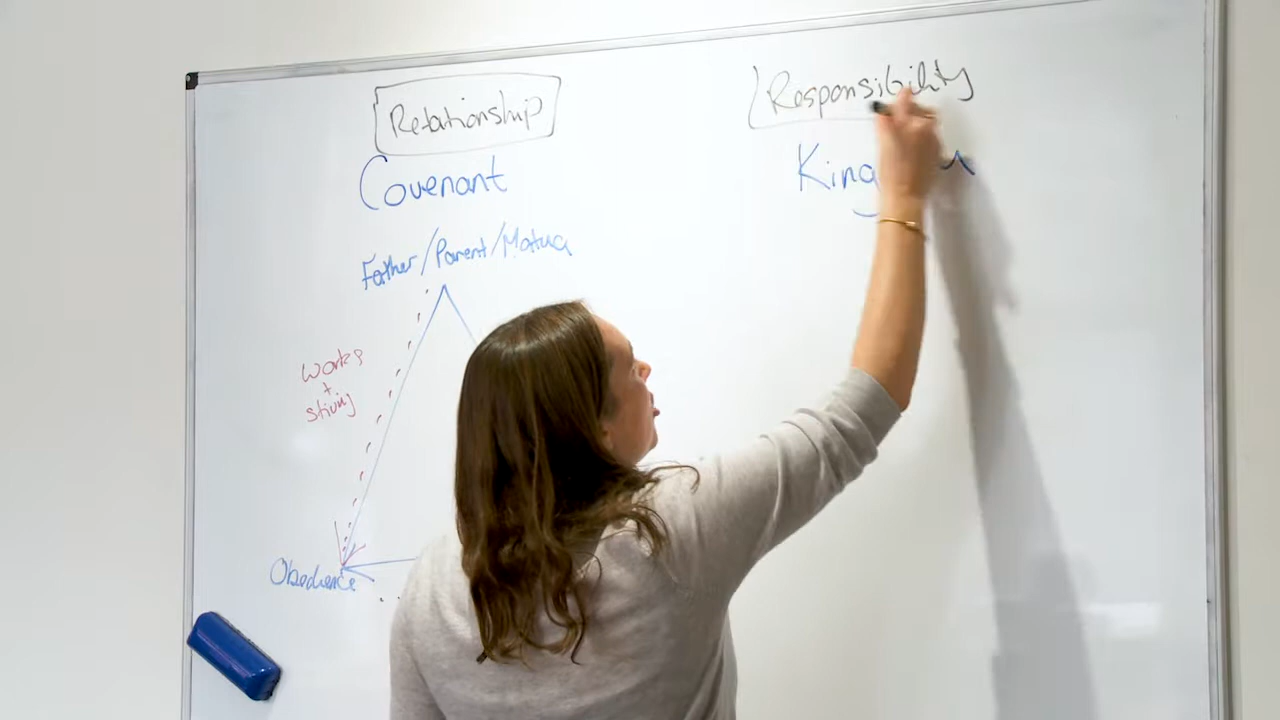 Relationship
Responsibility
Covenant
Father/Parent/Matua
Works
+
striving
Obedience